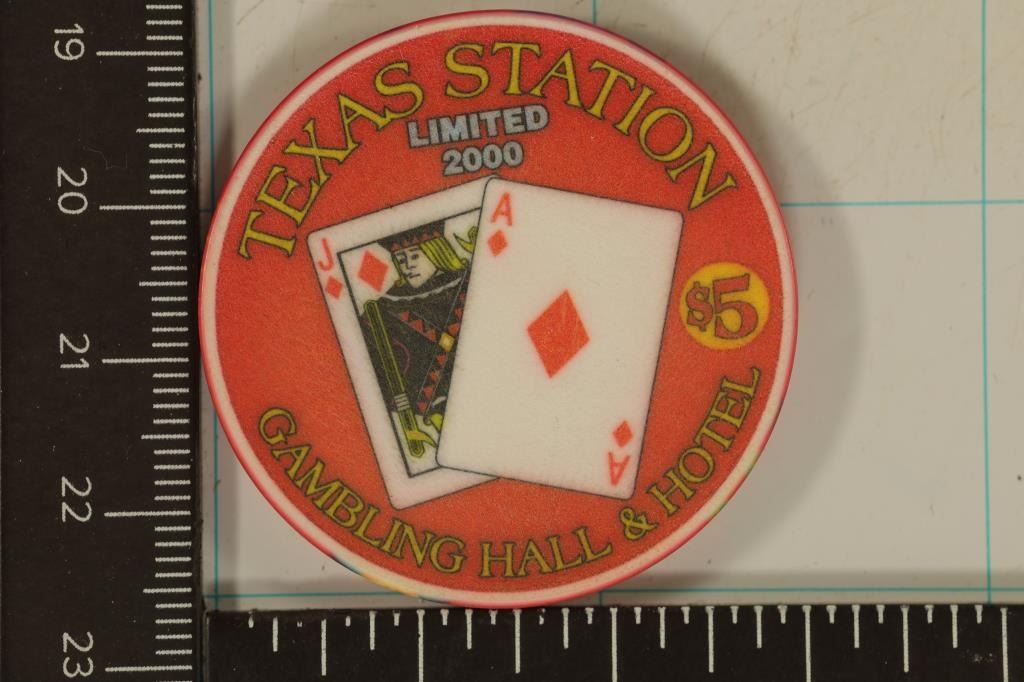 TEXAS STATION
LIMITED
2000
J
A
$5
A
GAMBLING HALL & HOTEL
19
20
21
22
23